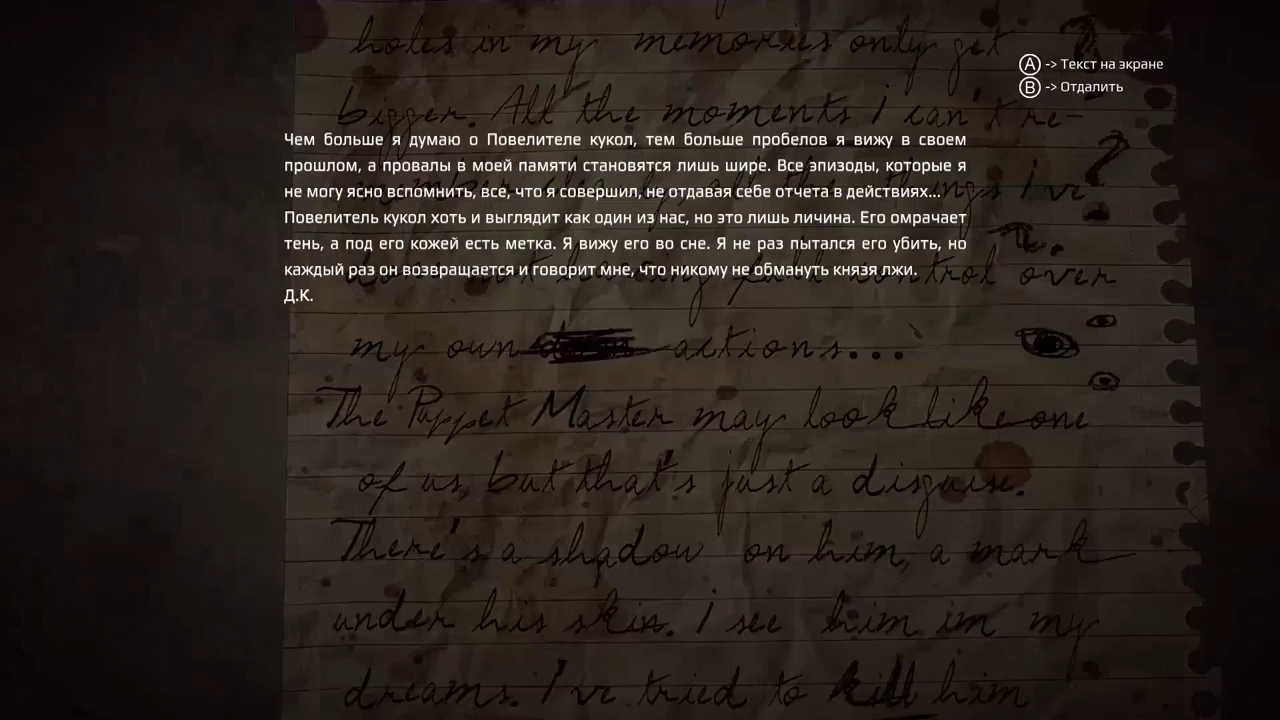 holes in my memories only get
-> Текст на экране
bigger. All the moments I can't re-
-> Отдалить
Чем больше я думаю о Повелителе кукол, тем больше пробелов я вижу в своем
прошлом, а провалы в моей памяти становятся лишь шире. Все эпизоды, которые я
не могу ясно вспомнить, все, что я совершил, не отдавая себе отчета в действиях...
Повелитель кукол хоть и выглядит как один из нас, но это лишь личина. Его омрачает
тень, а под его кожей есть метка. Я вижу его во сне. Я не раз пытался его убить, но
каждый раз он возвращается и говорит мне, что никому не обмануть князя лжи.
Д.К.
things I've
full control over
my own actions...
The Puppet Master may look like one
of us, but that's just a disguise.
There's a shadow on him, a mark
under his skin. I see him in my
dreams. I've tried to kill him